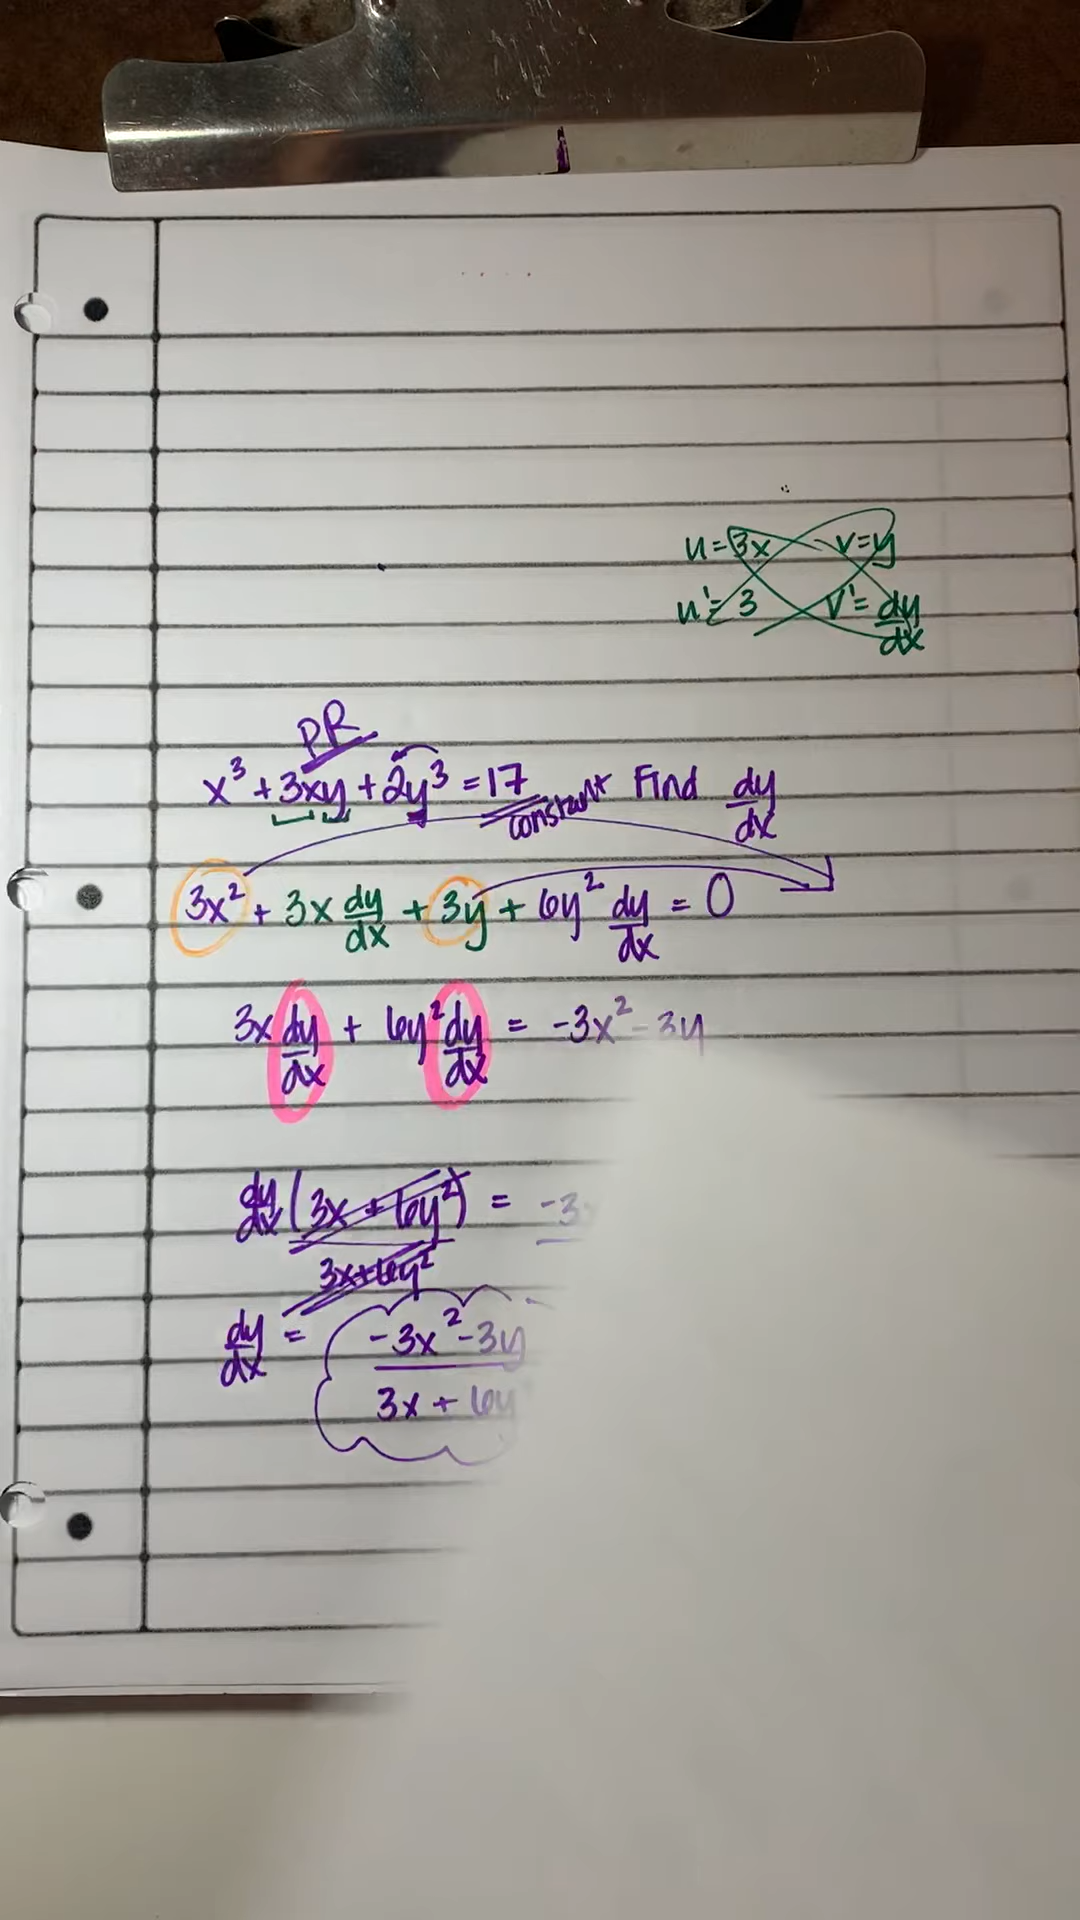 u=3x v=y
u'=3 v'=dy/dx
PR
x³+3xy+2y³=17 constant Find dy/dx
3x²+3x dy/dx+3y+6y² dy/dx=0
3x dy/dx + 6y² dy/dx = -3x²-3y
dy/dx(3x+6y²) = -3
3x+6y²
dy/dx = -3x²-3y
3x+6y